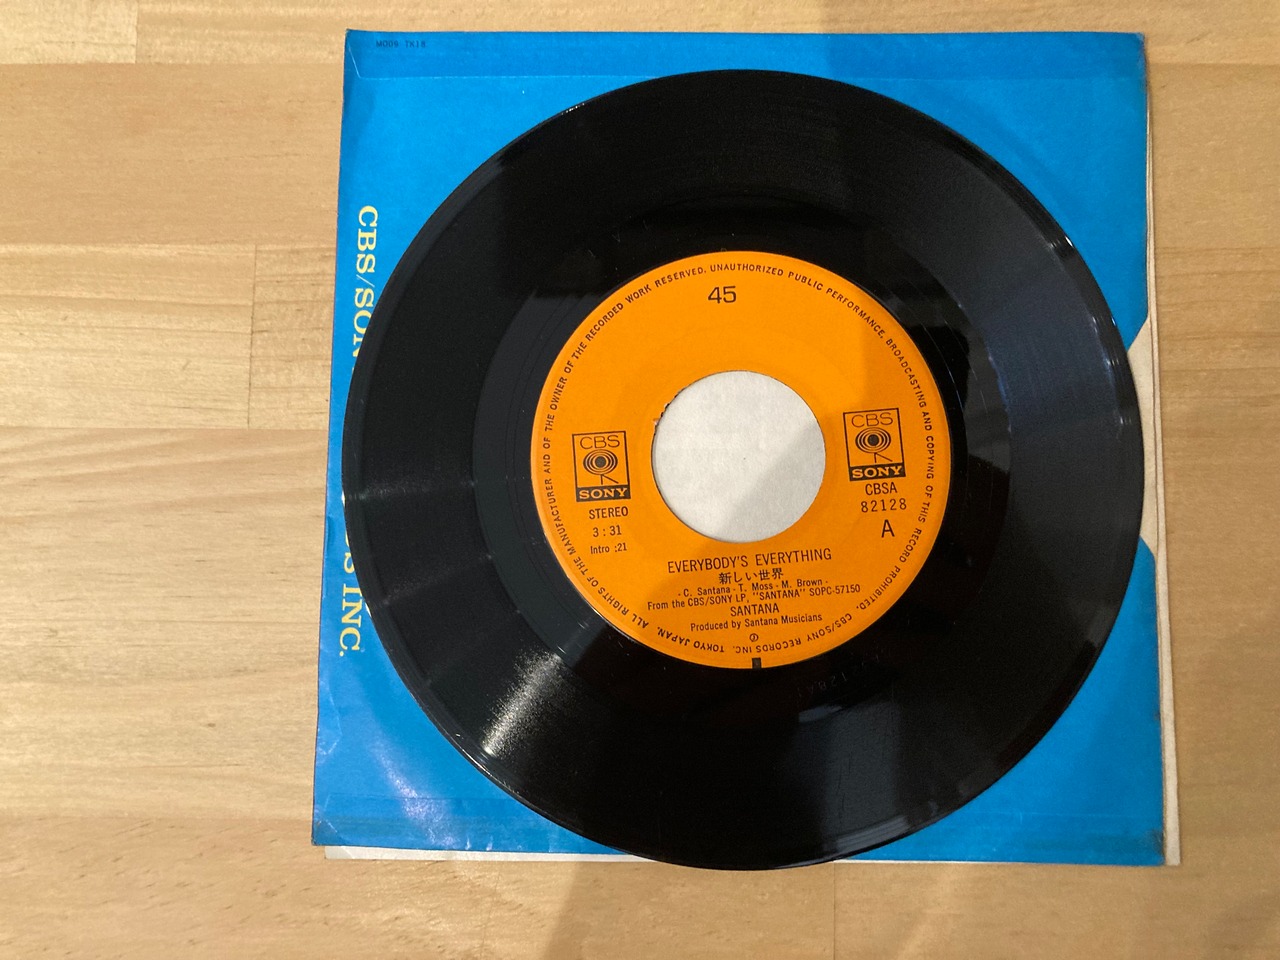 MOO6 TK18
CBS/SON
S INC.
45
ALL RIGHTS OF THE MANUFACTURER AND OF THE OWNER OF THE RECORDED WORK RESERVED. UNAUTHORIZED PUBLIC PERFORMANCE, BROADCASTING AND COPYING OF THIS RECORD PROHIBITED. CBS/SONY RECORDS INC. TOKYO JAPAN.
CBS
SONY
STEREO
3:31
Intro :21
CBS
SONY
CBSA
82128
A
EVERYBODY'S EVERYTHING
新しい世界
- C. Santana - T. Moss - M. Brown -
From the CBS/SONY LP, "SANTANA" SOPC-57150
SANTANA
Produced by Santana Musicians
Ⓟ